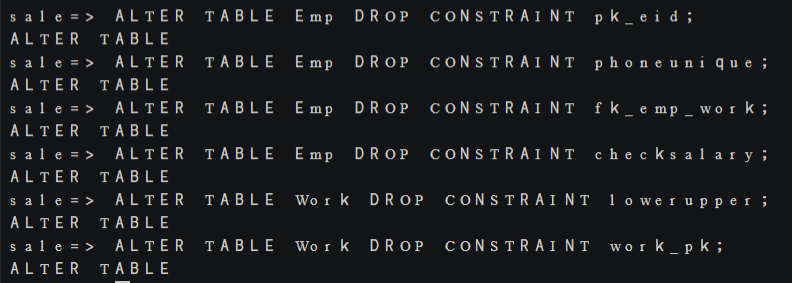 sale=> ALTER TABLE Emp DROP CONSTRAINT pk_eid;
ALTER TABLE
sale=> ALTER TABLE Emp DROP CONSTRAINT phoneunique;
ALTER TABLE
sale=> ALTER TABLE Emp DROP CONSTRAINT fk_emp_work;
ALTER TABLE
sale=> ALTER TABLE Emp DROP CONSTRAINT checksalary;
ALTER TABLE
sale=> ALTER TABLE Work DROP CONSTRAINT lowerupper;
ALTER TABLE
sale=> ALTER TABLE Work DROP CONSTRAINT work_pk;
ALTER TABLE